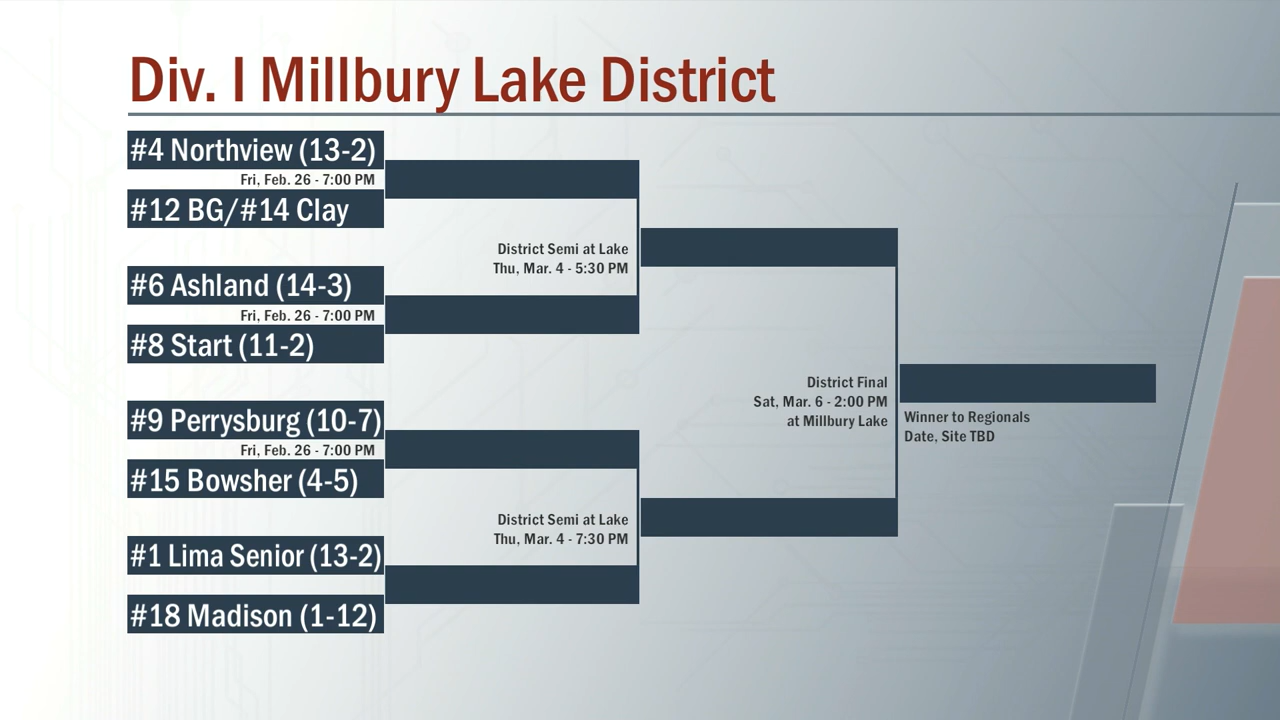 Div. I Millbury Lake District
#4 Northview (13-2)
Fri, Feb. 26 - 7:00 PM
#12 BG/#14 Clay
District Semi at Lake
Thu, Mar. 4 - 5:30 PM
#6 Ashland (14-3)
Fri, Feb. 26 - 7:00 PM
#8 Start (11-2)
District Final
Sat, Mar. 6 - 2:00 PM
at Millbury Lake
Winner to Regionals
Date, Site TBD
#9 Perrysburg (10-7)
Fri, Feb. 26 - 7:00 PM
#15 Bowsher (4-5)
District Semi at Lake
Thu, Mar. 4 - 7:30 PM
#1 Lima Senior (13-2)
#18 Madison (1-12)